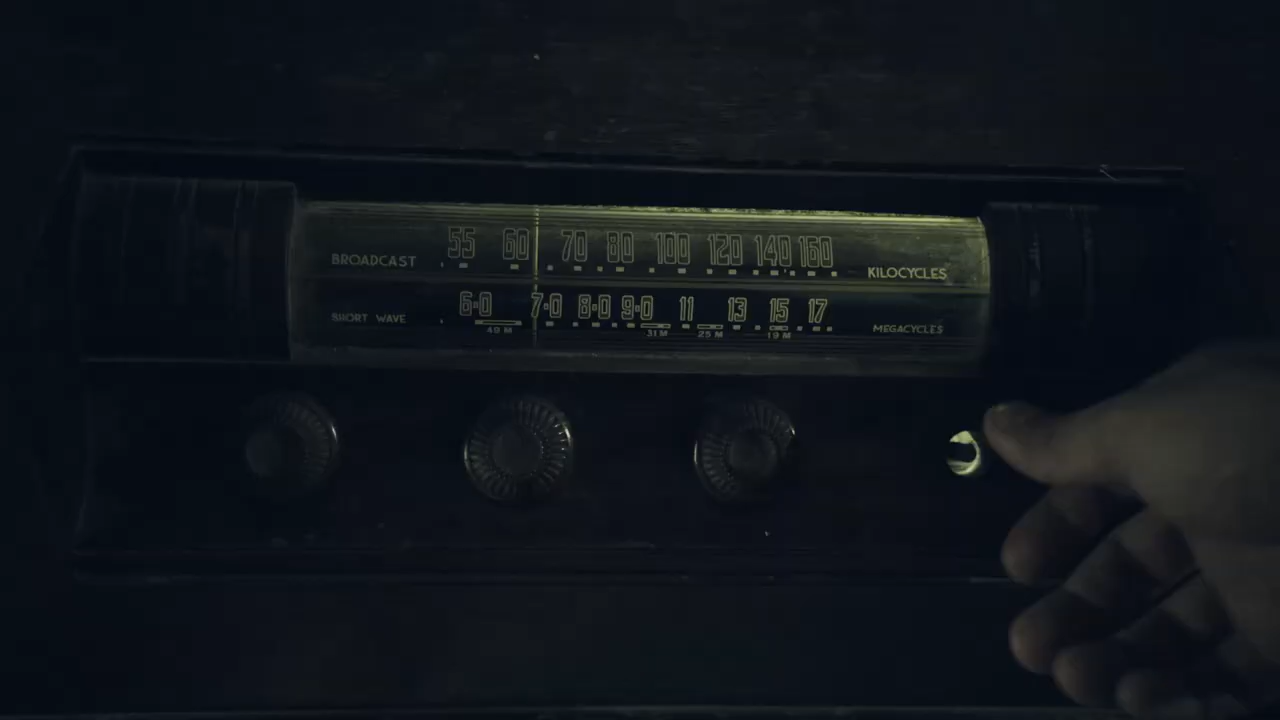 55 60 70 80 100 120 140 160
BROADCAST KILOCYCLES
6.0 7.0 8.0 9.0 11 13 15 17
SHORT WAVE MEGACYCLES
49 M 31 M 25 M 19 M